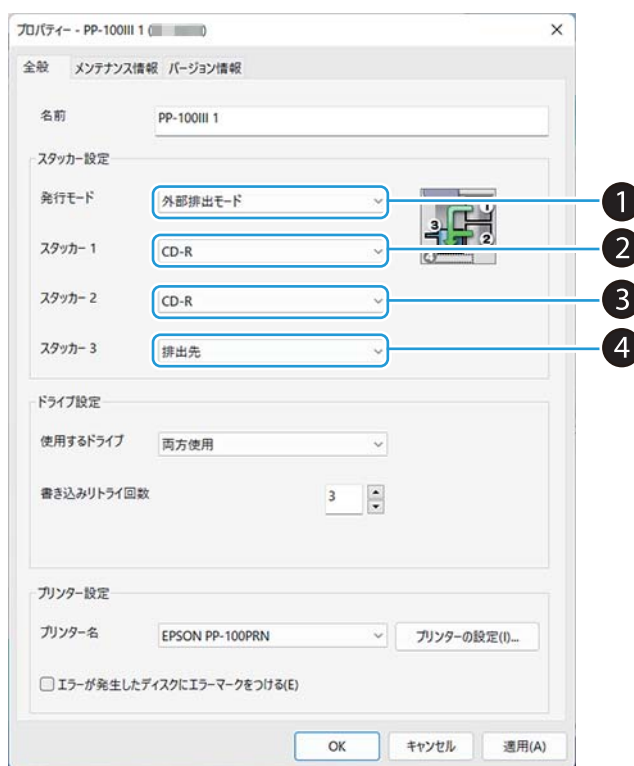 プロパティー - PP-100III 1 (
全般 メンテナンス情報 バージョン情報
名前 PP-100III 1
スタッカー設定
発行モード 外部排出モード ❶
スタッカー 1 CD-R ❷
スタッカー 2 CD-R ❸
スタッカー 3 排出先 ❹
ドライブ設定
使用するドライブ 両方使用
書き込みリトライ回数 3
プリンター設定
プリンター名 EPSON PP-100PRN プリンターの設定(I)...
エラーが発生したディスクにエラーマークをつける(E)
OK キャンセル 適用(A)